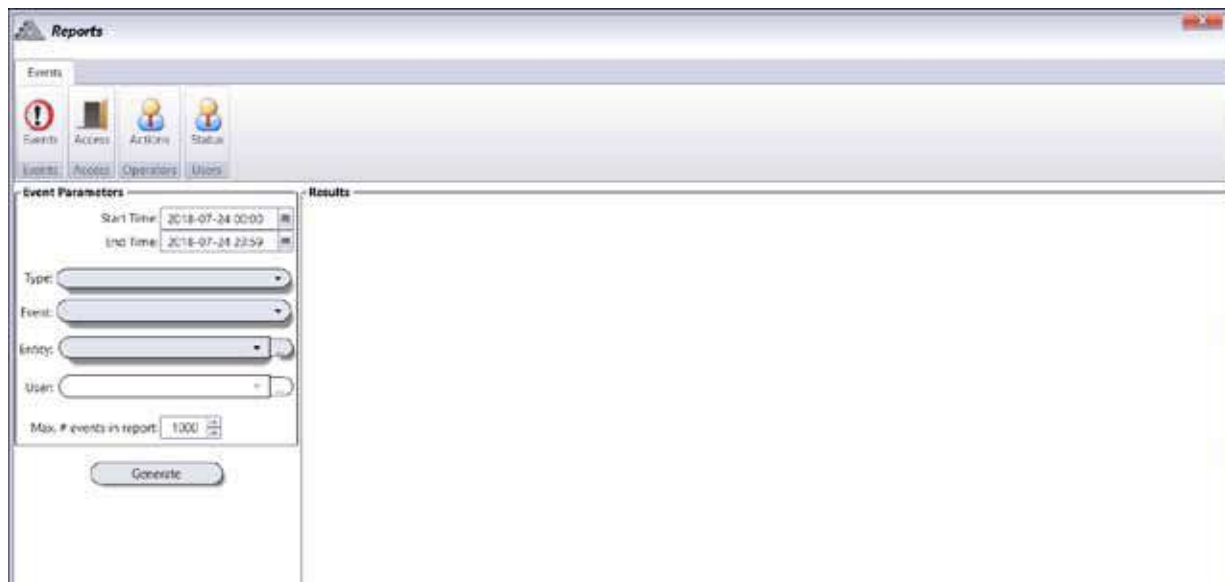 Reports
Events
Events Access Actions Status
Events Access Operators Users
Event Parameters
Results
Start Time: 2018-07-24 00:00
End Time: 2018-07-24 23:59
Type:
Event:
Entity:
...
User:
...
Max. # events in report: 1000
Generate